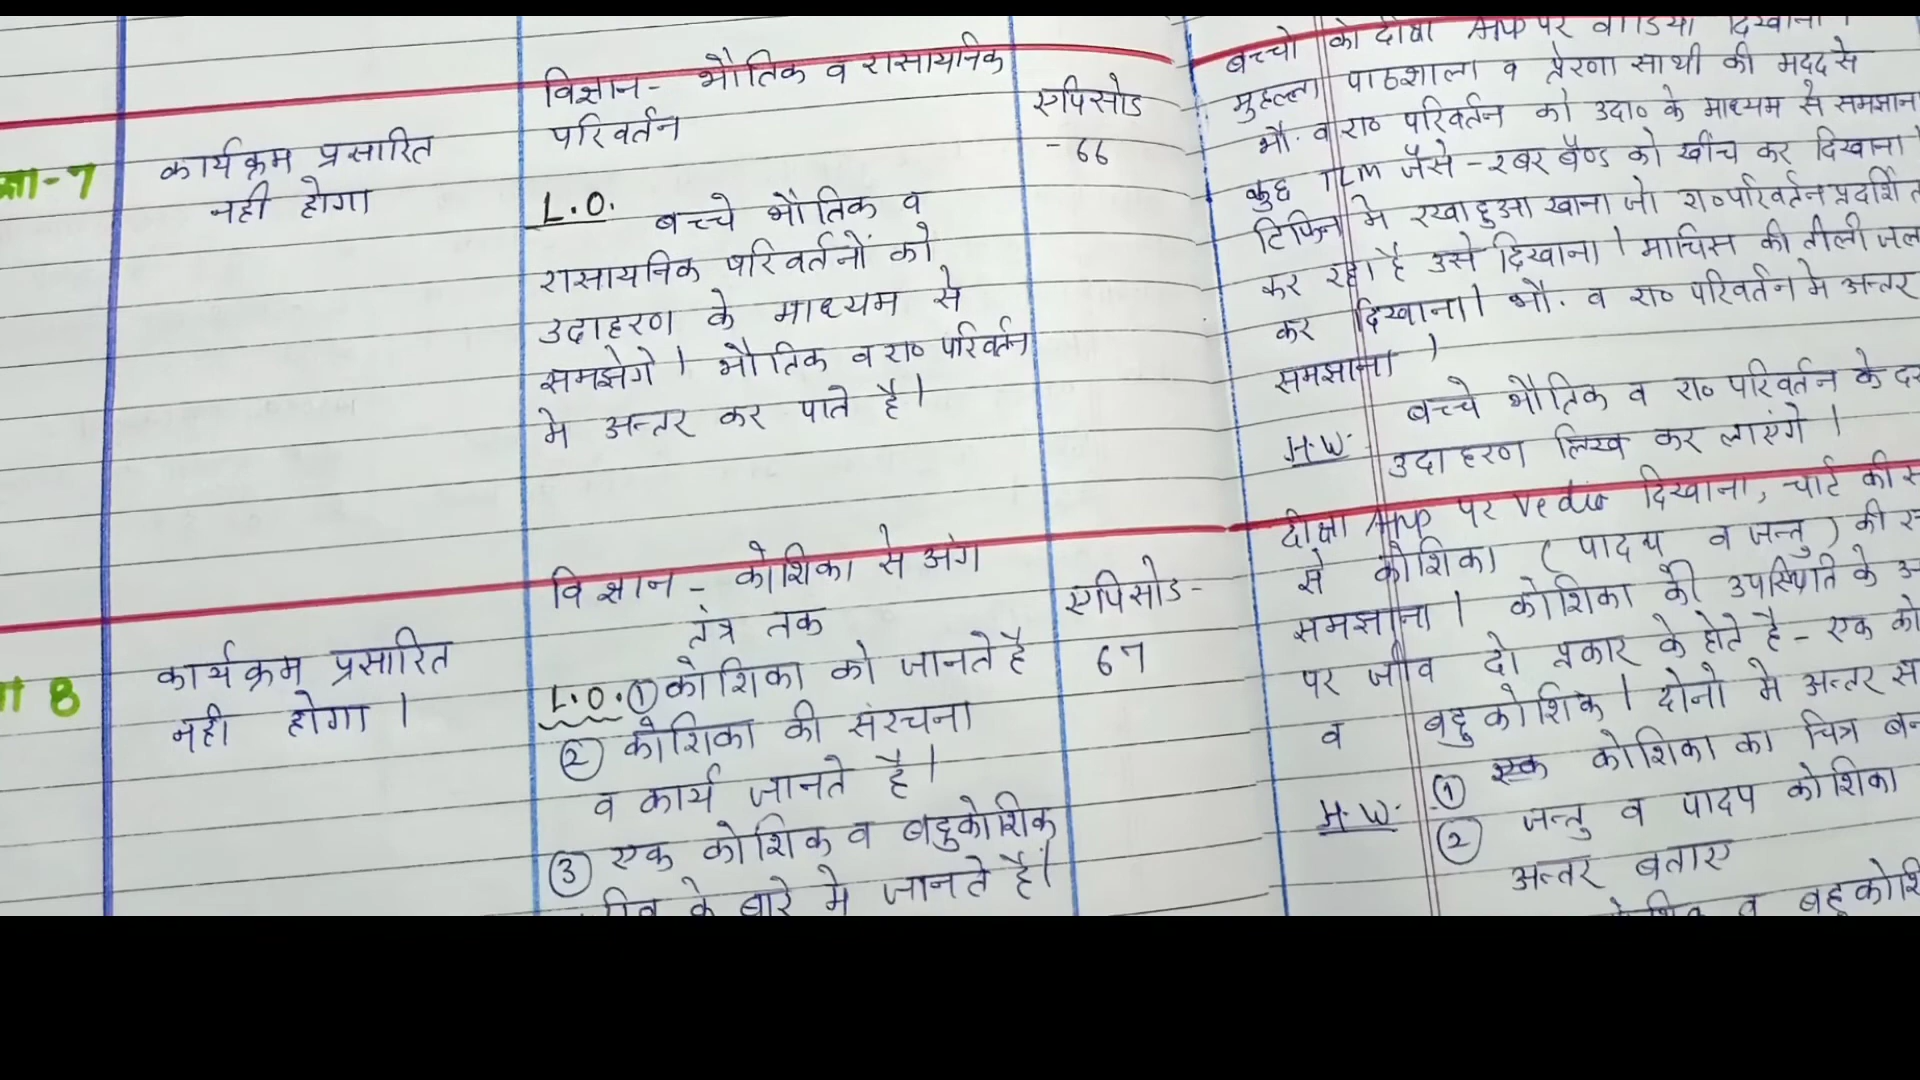 -7
कार्यक्रम प्रसारित
नही होगा
विज्ञान - भौतिक व रासायनिक
परिवर्तन
L.O.
बच्चे भौतिक व
रासायनिक परिवर्तनों को
उदाहरण के माध्यम से
समझेगे। भौतिक व रा० परिवर्तन
मे अन्तर कर पाते है।
एपिसोड
- 66
बच्चो को दीक्षा App पर दिखाना।
मुहल्ला पाठशाला व प्रेरणा साथी की मदद से
भौ. व रा० परिवर्तन को उदा० के माध्यम से समझाना
कुछ TLM जैसे - रबर बैण्ड को खींच कर दिखाना
टिफिन मे रखा हुआ खाना जो रा० परिवर्तन
कर रहा है उसे दिखाना। माचिस की तीली
कर दिखाना। भौ. व रा० परिवर्तन मे अन्तर
समझाना।
बच्चे भौतिक व रा० परिवर्तन के
H.W. उदाहरण लिख कर लाएंगे।
8
कार्यक्रम प्रसारित
नही होगा।
विज्ञान - कोशिका से अंग
तंत्र तक
L.O. ① कोशिका को जानते है
② कोशिका की संरचना
व कार्य जानते है।
③ एक कोशिक व बहुकोशिक
के बारे मे जानते हैं।
एपिसोड -
67
दीक्षा App पर Vedio दिखाना, चार्ट की
से कोशिका (पादप व जन्तु) की
समझाना। कोशिका की उपस्थिति के
पर जीव दो प्रकार के होते है - एक
व बहुकोशिक। दोनो मे अन्तर
H.W. ① एक कोशिका का चित्र
② जन्तु व पादप कोशिका
अन्तर बताए
व